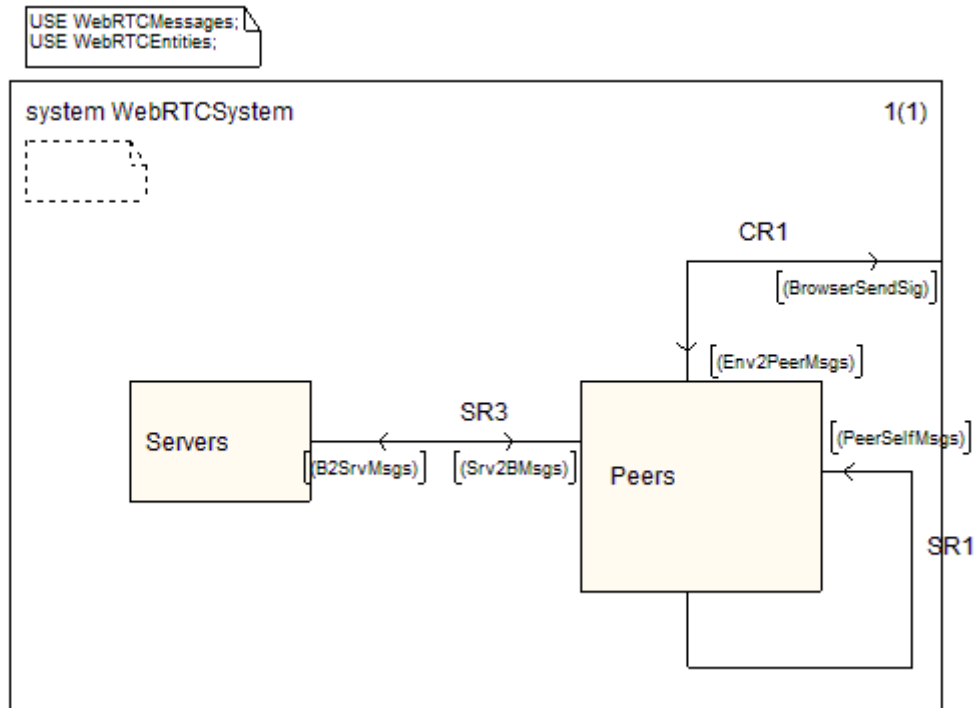 USE WebRTCMessages;
USE WebRTCEntities;
system WebRTCSystem
1(1)
CR1
[(BrowserSendSig)]
[(Env2PeerMsgs)]
SR3
Servers
[(PeerSelfMsgs)]
[(B2SrvMsgs)]
[(Srv2BMsgs)]
Peers
SR1